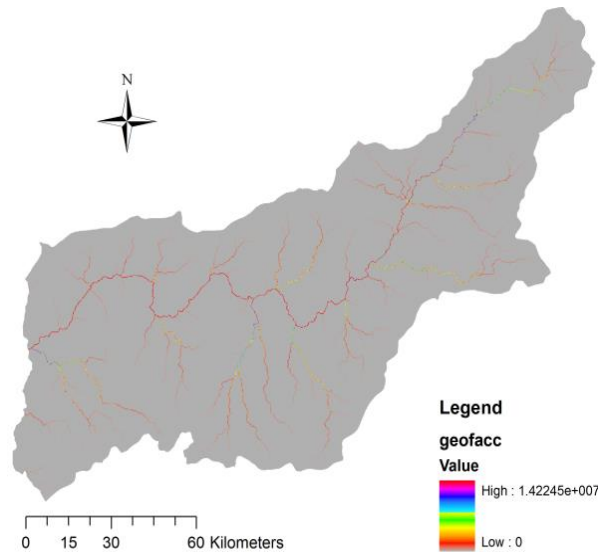 N
Legend
geofacc
Value
High : 1.42245e+007
Low : 0
0 15 30 60 Kilometers